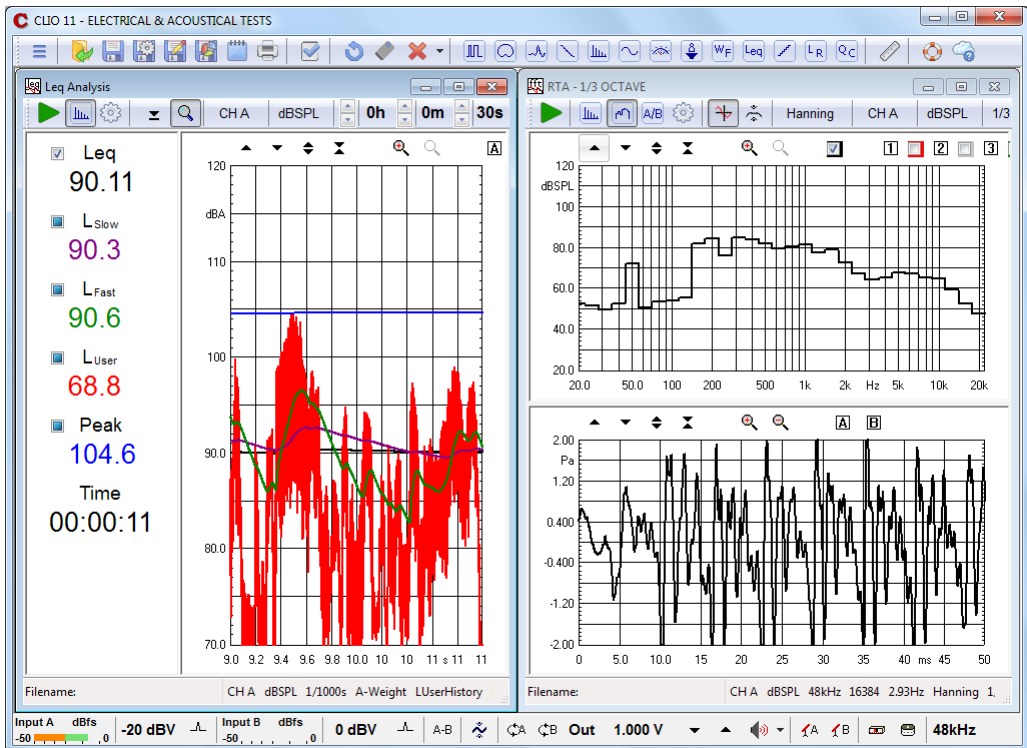 CLIO 11 - ELECTRICAL & ACOUSTICAL TESTS
WF Leq LR QC
Leq Analysis
CH A dBSPL 0h 0m 30s
Leq
90.11
LSlow
90.3
LFast
90.6
LUser
68.8
Peak
104.6
Time
00:00:11
A
120
dBA
110
100
90.0
80.0
70.0
9.0 9.2 9.4 9.6 9.8 10.0 10 10 11 s 11 11
Filename: CH A dBSPL 1/1000s A-Weight LUserHistory
RTA - 1/3 OCTAVE
A/B Hanning CH A dBSPL 1/3
1 2 3
120
dBSPL
100
80.0
60.0
40.0
20.0
20.0 50.0 100 200 500 1k 2k Hz 5k 10k 20k
A B
2.00
Pa
1.20
0.400
-0.400
-1.20
-2.00
0 5.0 10 15 20 25 30 35 40 ms 45 50
Filename: CH A dBSPL 48kHz 16384 2.93Hz Hanning 1,
Input A dBfs
-50 0
-20 dBV
Input B dBfs
-50 0
0 dBV A-B A B Out 1.000 V A B 48kHz